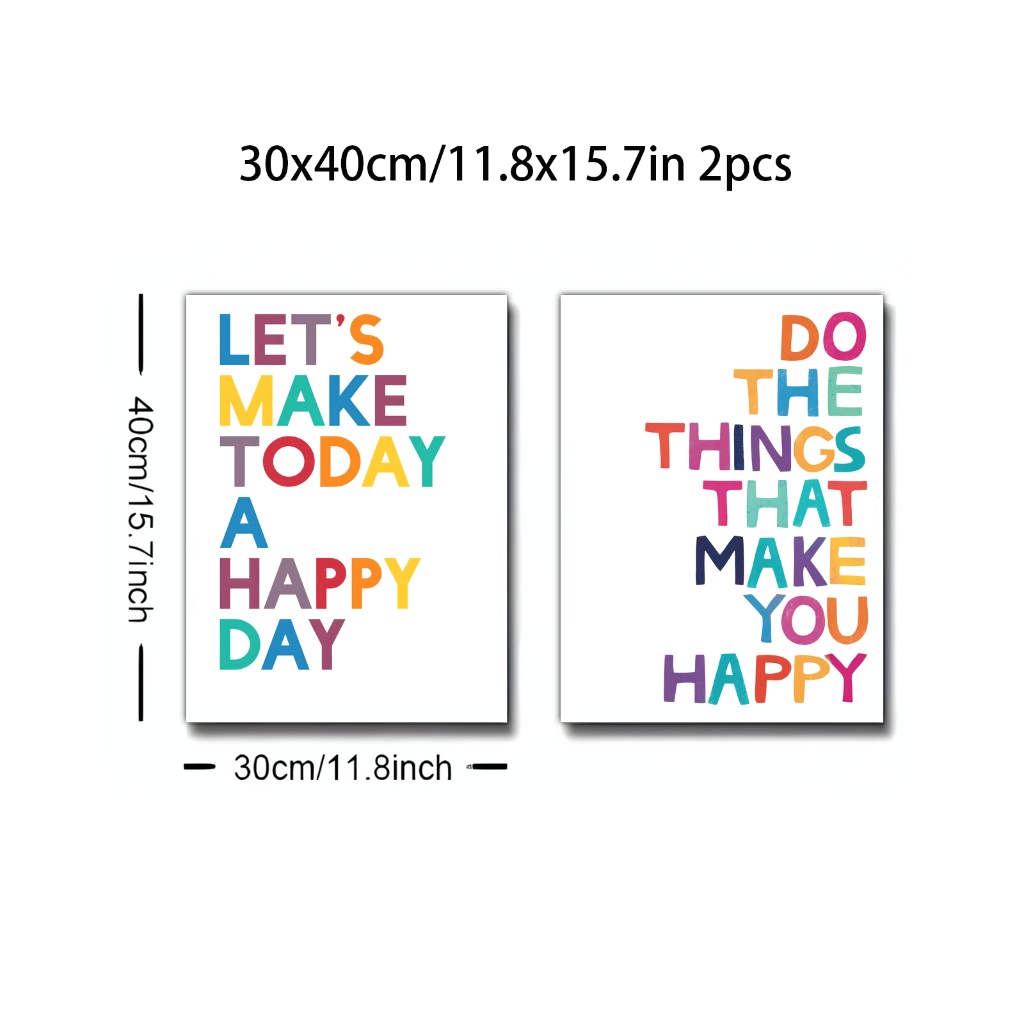 30x40cm/11.8x15.7in 2pcs
LET'S
MAKE
TODAY
A
HAPPY
DAY
DO
THE
THINGS
THAT
MAKE
YOU
HAPPY
40cm/15.7inch
30cm/11.8inch